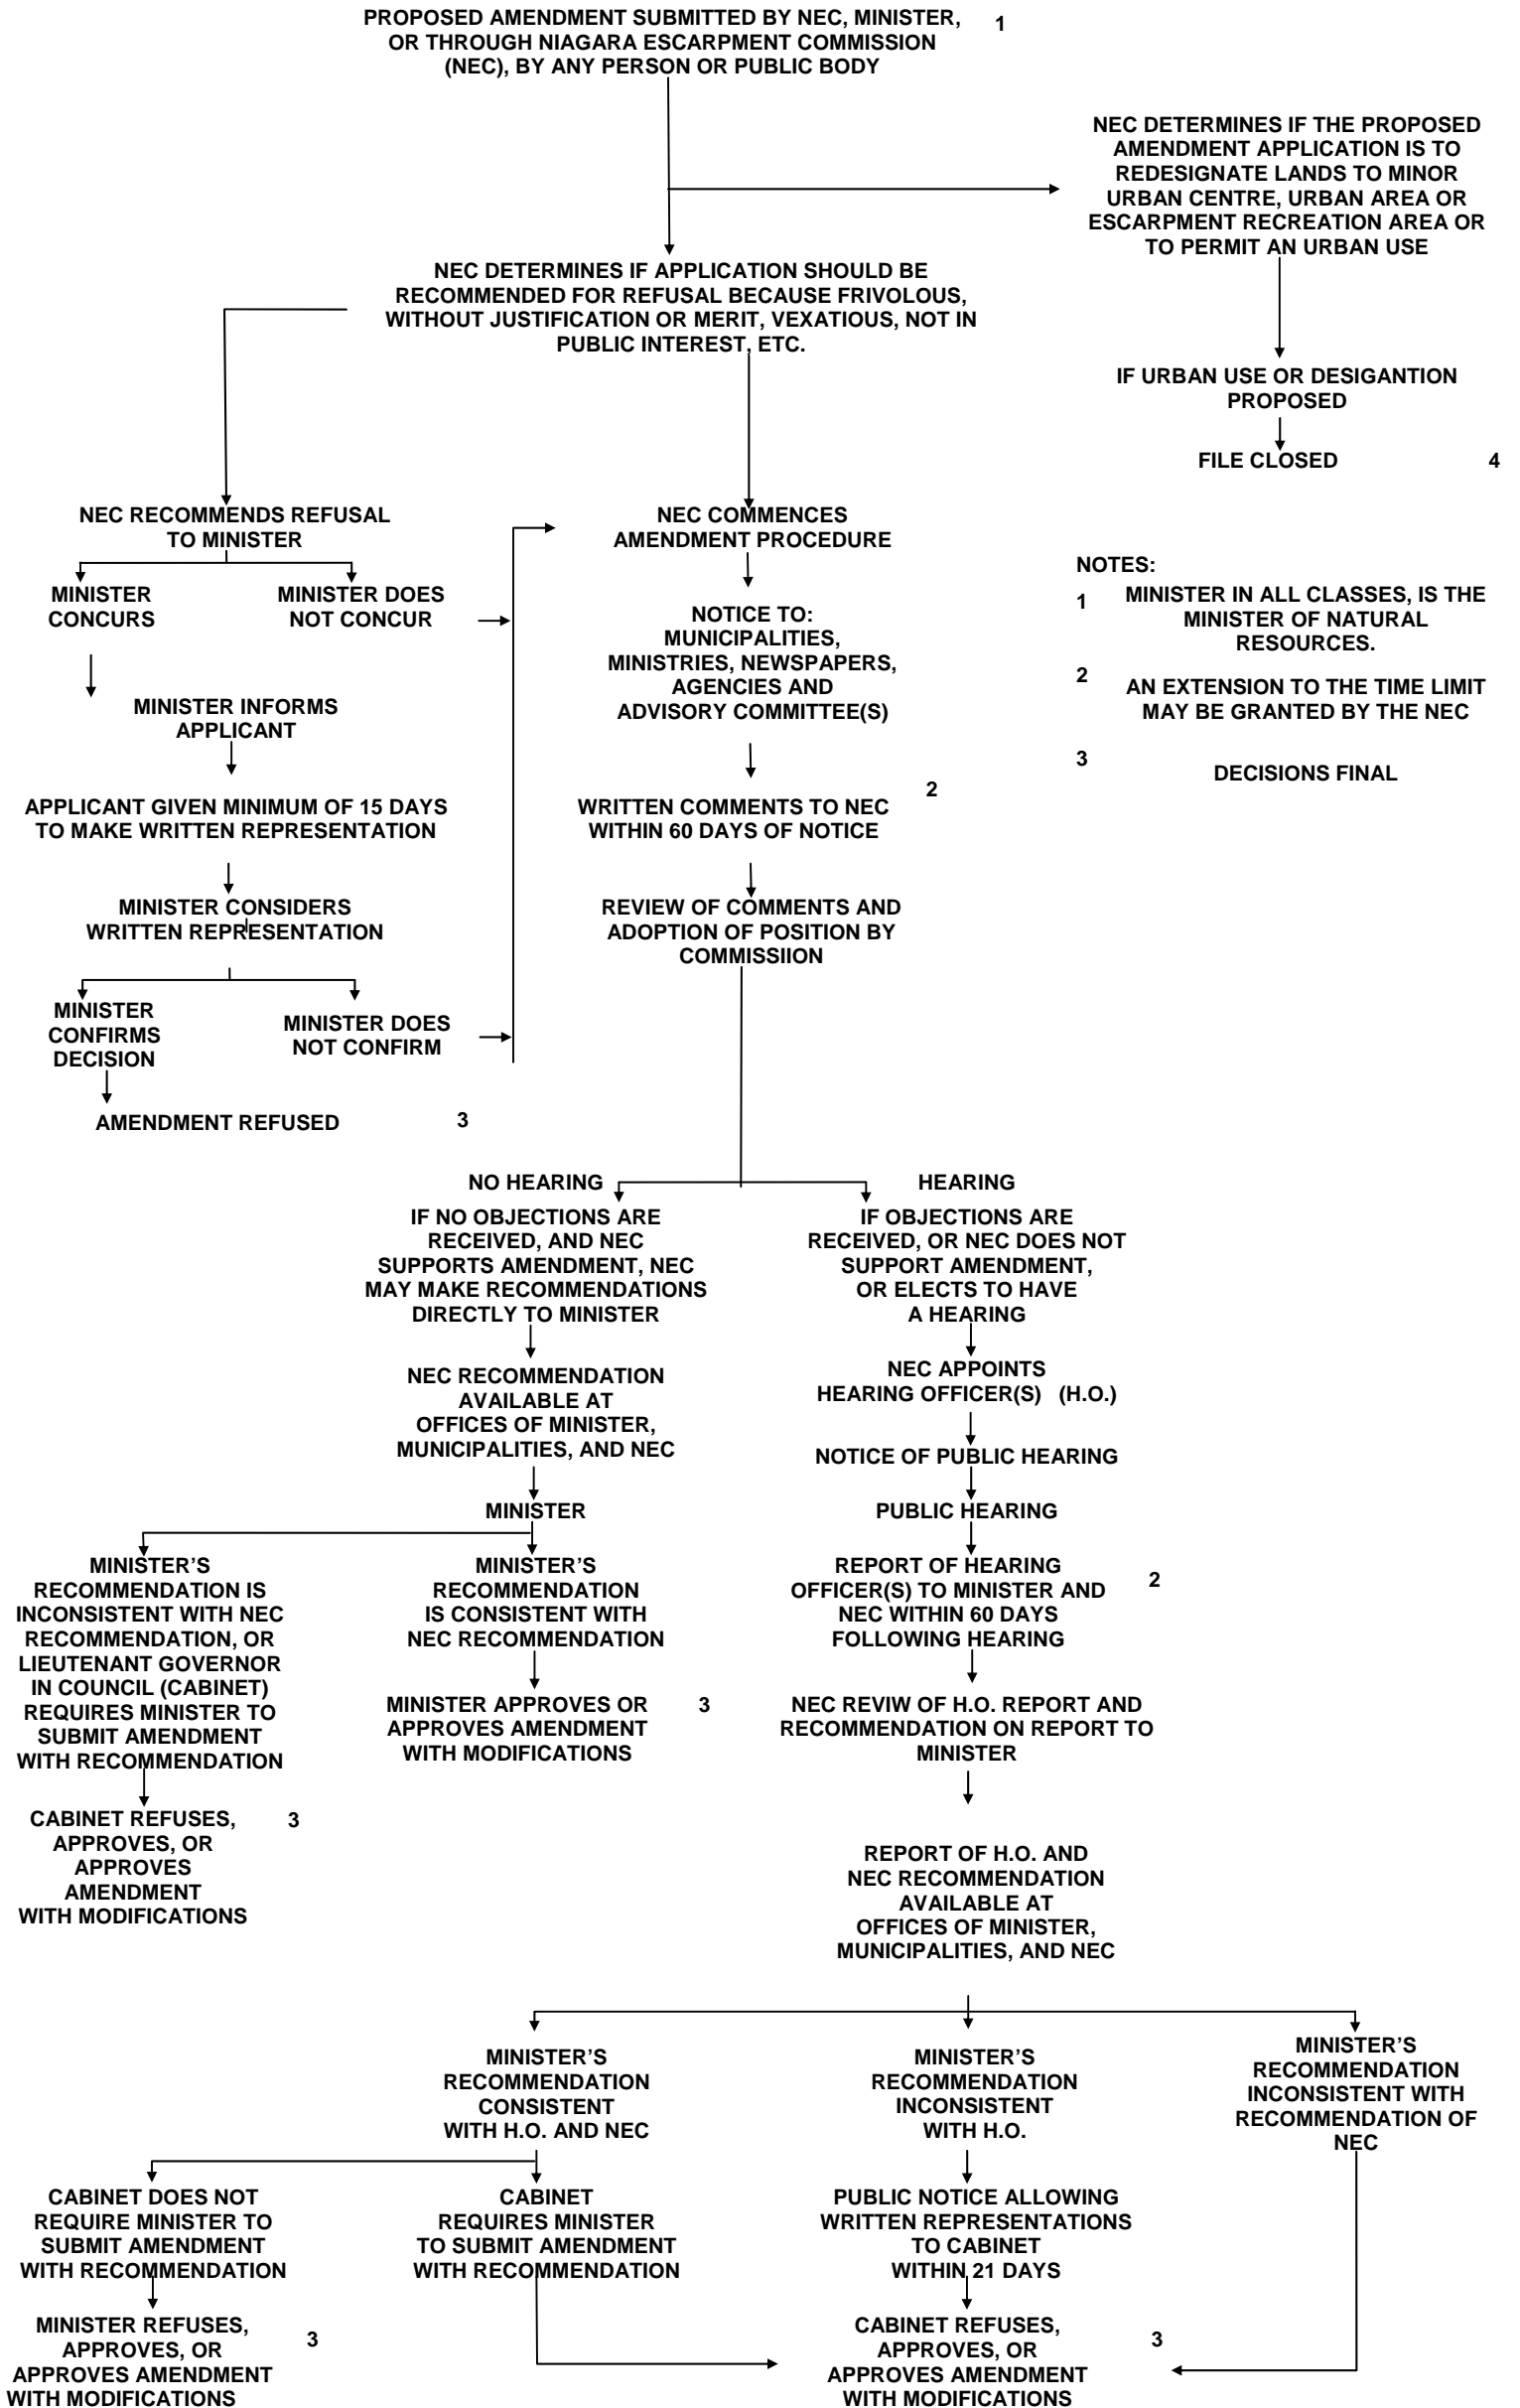 PROPOSED AMENDMENT SUBMITTED BY NEC, MINISTER, 1
OR THROUGH NIAGARA ESCARPMENT COMMISSION
(NEC), BY ANY PERSON OR PUBLIC BODY
NEC DETERMINES IF THE PROPOSED
AMENDMENT APPLICATION IS TO
REDESIGNATE LANDS TO MINOR
URBAN CENTRE, URBAN AREA OR
ESCARPMENT RECREATION AREA OR
TO PERMIT AN URBAN USE
IF URBAN USE OR DESIGANTION
PROPOSED
FILE CLOSED 4
NEC DETERMINES IF APPLICATION SHOULD BE
RECOMMENDED FOR REFUSAL BECAUSE FRIVOLOUS,
WITHOUT JUSTIFICATION OR MERIT, VEXATIOUS, NOT IN
PUBLIC INTEREST, ETC.
NEC RECOMMENDS REFUSAL
TO MINISTER
MINISTER
CONCURS
MINISTER DOES
NOT CONCUR
MINISTER INFORMS
APPLICANT
APPLICANT GIVEN MINIMUM OF 15 DAYS
TO MAKE WRITTEN REPRESENTATION
MINISTER CONSIDERS
WRITTEN REPRESENTATION
MINISTER
CONFIRMS
DECISION
MINISTER DOES
NOT CONFIRM
AMENDMENT REFUSED 3
NEC COMMENCES
AMENDMENT PROCEDURE
NOTICE TO:
MUNICIPALITIES,
MINISTRIES, NEWSPAPERS,
AGENCIES AND
ADVISORY COMMITTEE(S)
2
WRITTEN COMMENTS TO NEC
WITHIN 60 DAYS OF NOTICE
REVIEW OF COMMENTS AND
ADOPTION OF POSITION BY
COMMISSIION
NOTES:
1 MINISTER IN ALL CLASSES, IS THE
MINISTER OF NATURAL
RESOURCES.
2 AN EXTENSION TO THE TIME LIMIT
MAY BE GRANTED BY THE NEC
3 DECISIONS FINAL
NO HEARING
IF NO OBJECTIONS ARE
RECEIVED, AND NEC
SUPPORTS AMENDMENT, NEC
MAY MAKE RECOMMENDATIONS
DIRECTLY TO MINISTER
NEC RECOMMENDATION
AVAILABLE AT
OFFICES OF MINISTER,
MUNICIPALITIES, AND NEC
MINISTER
MINISTER'S
RECOMMENDATION IS
INCONSISTENT WITH NEC
RECOMMENDATION, OR
LIEUTENANT GOVERNOR
IN COUNCIL (CABINET)
REQUIRES MINISTER TO
SUBMIT AMENDMENT
WITH RECOMMENDATION
CABINET REFUSES, 3
APPROVES, OR
APPROVES
AMENDMENT
WITH MODIFICATIONS
MINISTER'S
RECOMMENDATION
IS CONSISTENT WITH
NEC RECOMMENDATION
MINISTER APPROVES OR 3
APPROVES AMENDMENT
WITH MODIFICATIONS
HEARING
IF OBJECTIONS ARE
RECEIVED, OR NEC DOES NOT
SUPPORT AMENDMENT,
OR ELECTS TO HAVE
A HEARING
NEC APPOINTS
HEARING OFFICER(S) (H.O.)
NOTICE OF PUBLIC HEARING
PUBLIC HEARING
REPORT OF HEARING 2
OFFICER(S) TO MINISTER AND
NEC WITHIN 60 DAYS
FOLLOWING HEARING
NEC REVIW OF H.O. REPORT AND
RECOMMENDATION ON REPORT TO
MINISTER
REPORT OF H.O. AND
NEC RECOMMENDATION
AVAILABLE AT
OFFICES OF MINISTER,
MUNICIPALITIES, AND NEC
MINISTER'S
RECOMMENDATION
CONSISTENT
WITH H.O. AND NEC
MINISTER'S
RECOMMENDATION
INCONSISTENT
WITH H.O.
MINISTER'S
RECOMMENDATION
INCONSISTENT WITH
RECOMMENDATION OF
NEC
CABINET DOES NOT
REQUIRE MINISTER TO
SUBMIT AMENDMENT
WITH RECOMMENDATION
CABINET
REQUIRES MINISTER
TO SUBMIT AMENDMENT
WITH RECOMMENDATION
PUBLIC NOTICE ALLOWING
WRITTEN REPRESENTATIONS
TO CABINET
WITHIN 21 DAYS
MINISTER REFUSES, 3
APPROVES, OR
APPROVES AMENDMENT
WITH MODIFICATIONS
CABINET REFUSES, 3
APPROVES, OR
APPROVES AMENDMENT
WITH MODIFICATIONS